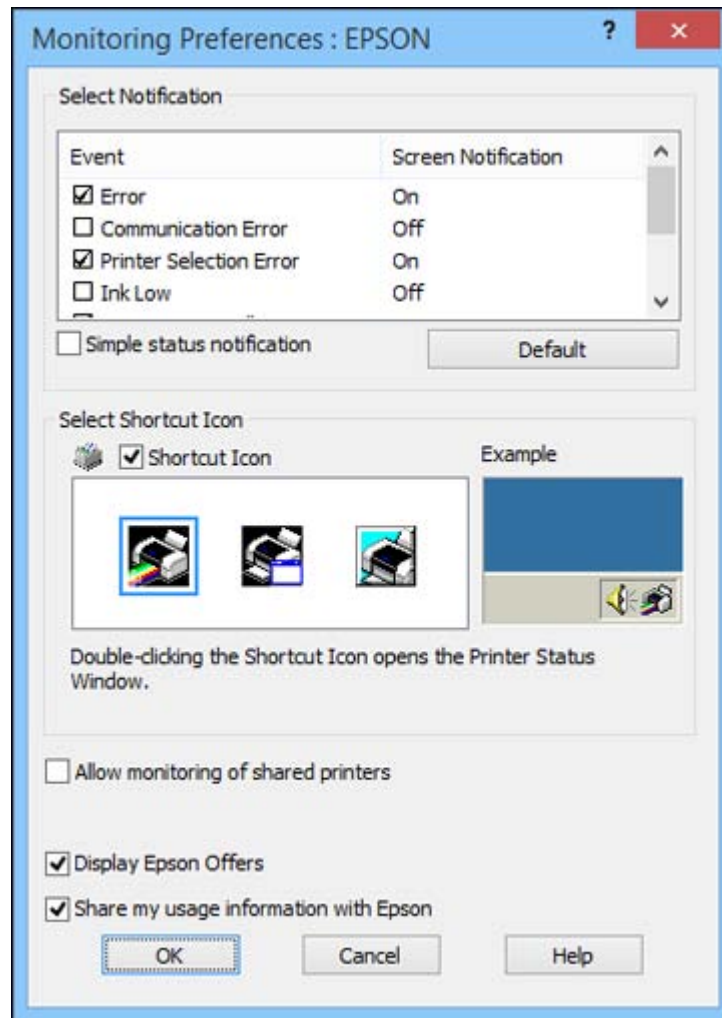 Monitoring Preferences : EPSON ?
Select Notification
Event Screen Notification
Error On
Communication Error Off
Printer Selection Error On
Ink Low Off
Simple status notification Default
Select Shortcut Icon
Shortcut Icon Example
Double-clicking the Shortcut Icon opens the Printer Status
Window.
Allow monitoring of shared printers
Display Epson Offers
Share my usage information with Epson
OK Cancel Help